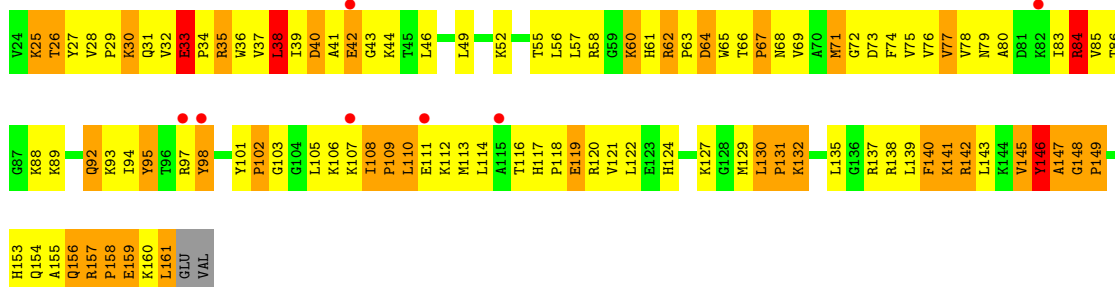 V24 K25 T26 Y27 V28 P29 K30 Q31 V32 E33 P34 R35 W36 V37 L38 I39 D40 A41 E42 G43 K44 T45 L46 L49 K52 T55 L56 L57 R58 G59 K60 H61 R62 P63 D64 W65 T66 P67 N68 V69 A70 M71 G72 D73 F74 V75 V76 V77 V78 N79 A80 D81 K82 I83 R84 V85 T86
G87 K88 K89 Q92 K93 I94 Y95 T96 R97 Y98 Y101 P102 G103 G104 L105 K106 K107 I108 P109 L110 E111 K112 M113 L114 A115 T116 H117 P118 E119 R120 V121 L122 E123 H124 K127 G128 M129 L130 P131 K132 L135 G136 R137 R138 L139 F140 K141 R142 L143 K144 V145 Y146 A147 G148 P149
H153 Q154 A155 Q156 R157 P158 E159 K160 L161 GLU VAL